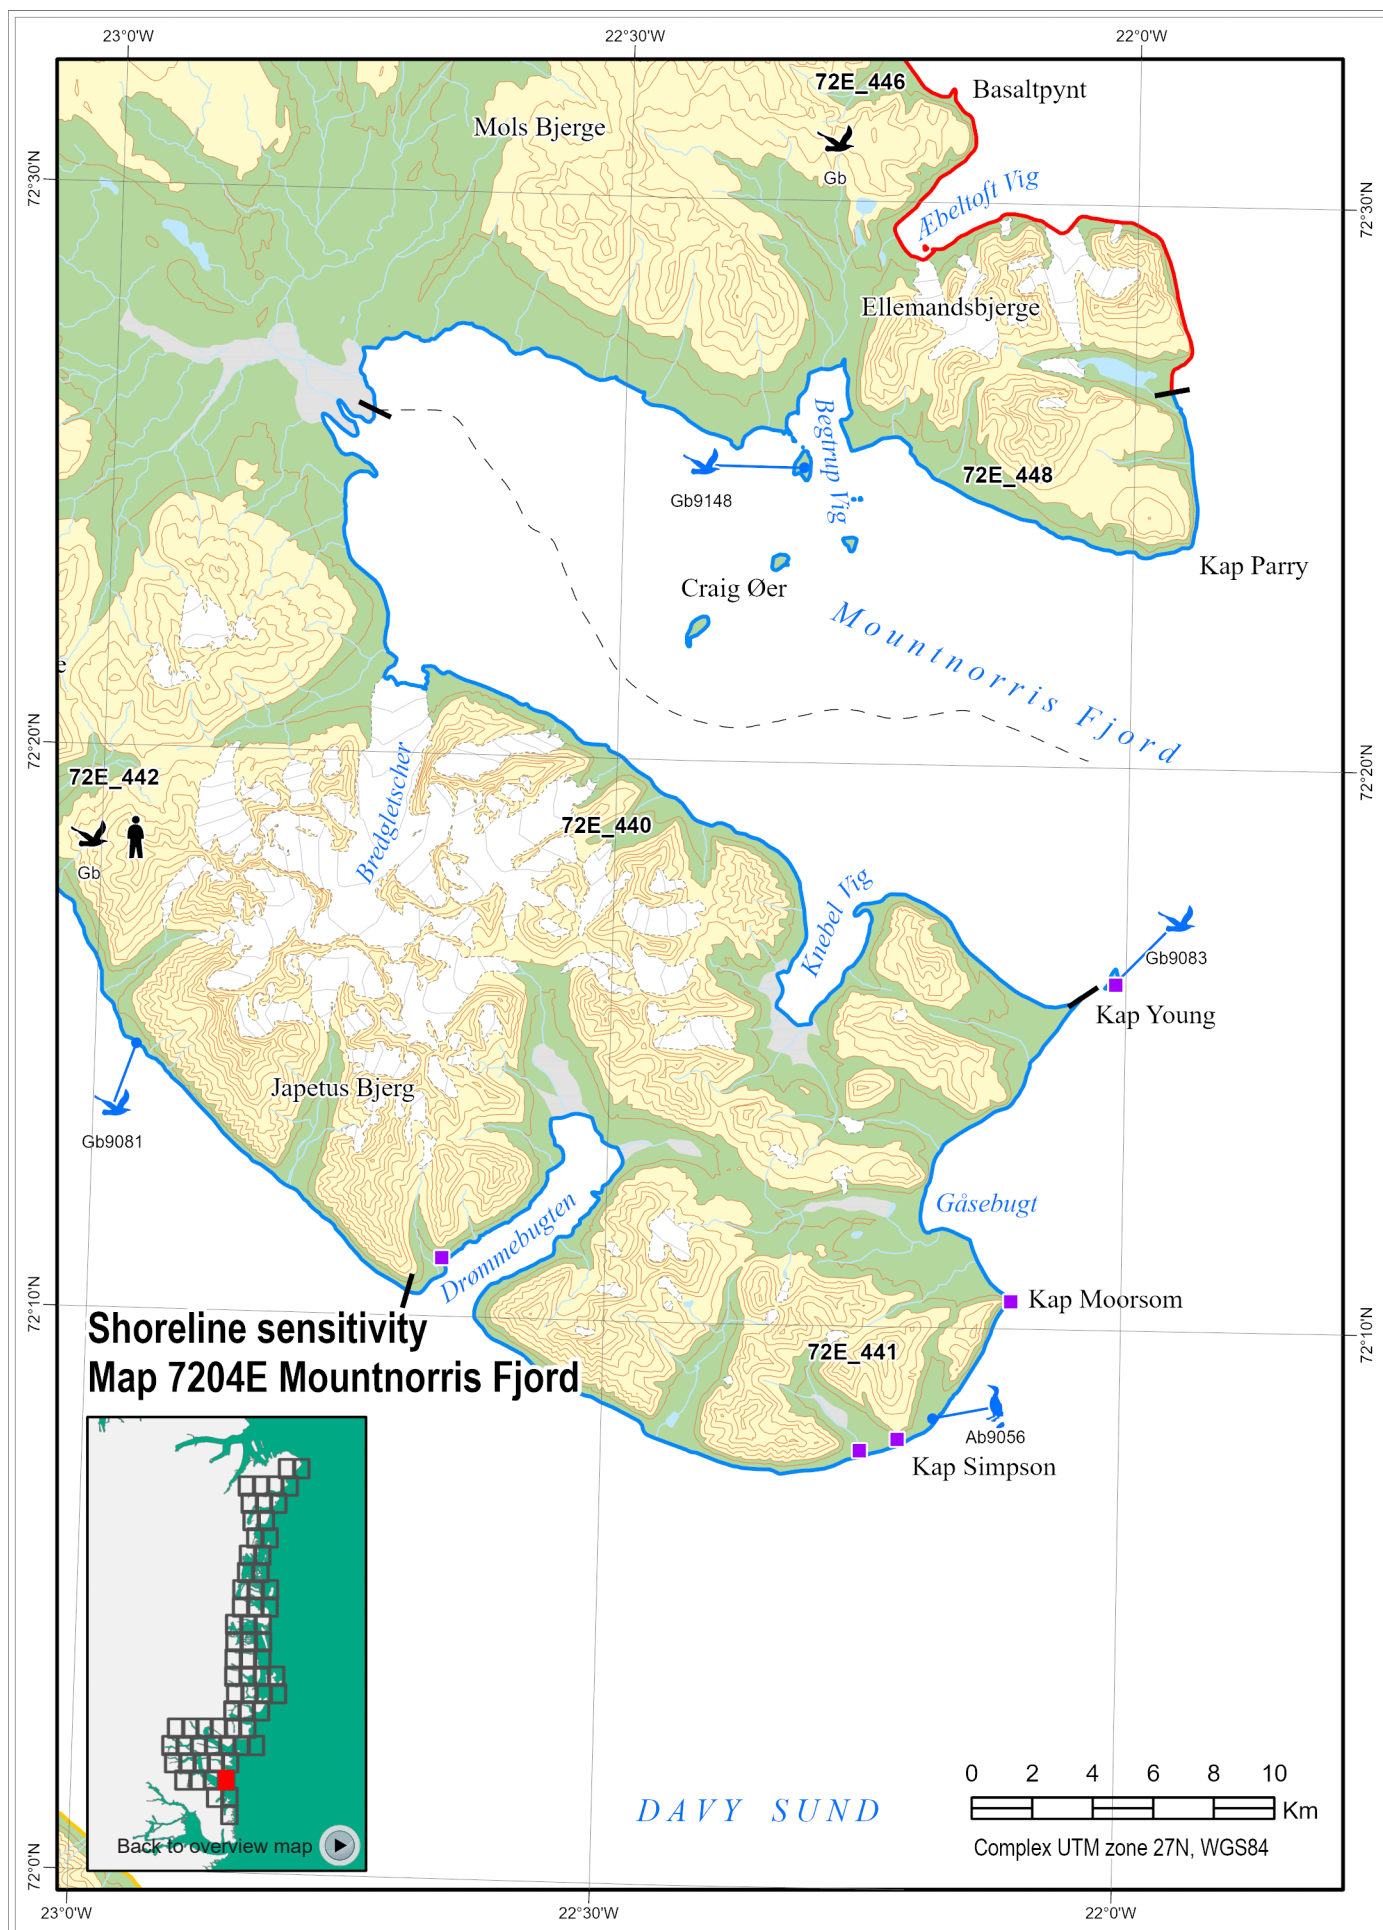 23°0'W
22°30'W
22°0'W
72°30'N
72°30'N
72E_446
Basaltpynt
Mols Bjerge
Gb
Æbeltoft Vig
Ellemandsbjerge
Begtrup Vig
72E_448
Gb9148
Kap Parry
Craig Øer
Mountnorris Fjord
e
72°20'N
72°20'N
72E_442
Gb
Bredgletscher
72E_440
Knebel Vig
Gb9083
Kap Young
Japetus Bjerg
Gb9081
Gåsebugt
Drømmebugten
Kap Moorsom
72°10'N
72°10'N
Shoreline sensitivity
Map 7204E Mountnorris Fjord
72E_441
Ab9056
Kap Simpson
DAVY SUND
0 2 4 6 8 10
Km
Complex UTM zone 27N, WGS84
Back to overview map
72°0'N
23°0'W
22°30'W
22°0'W